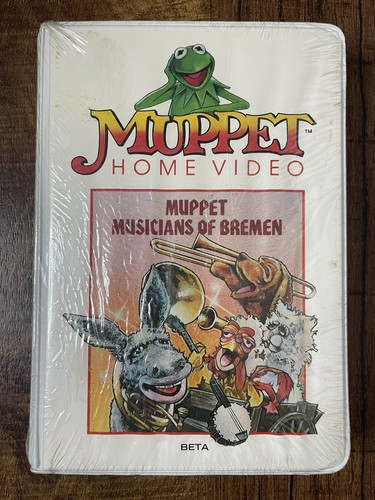 MUPPET™
HOME VIDEO
MUPPET
MUSICIANS OF BREMEN
BETA